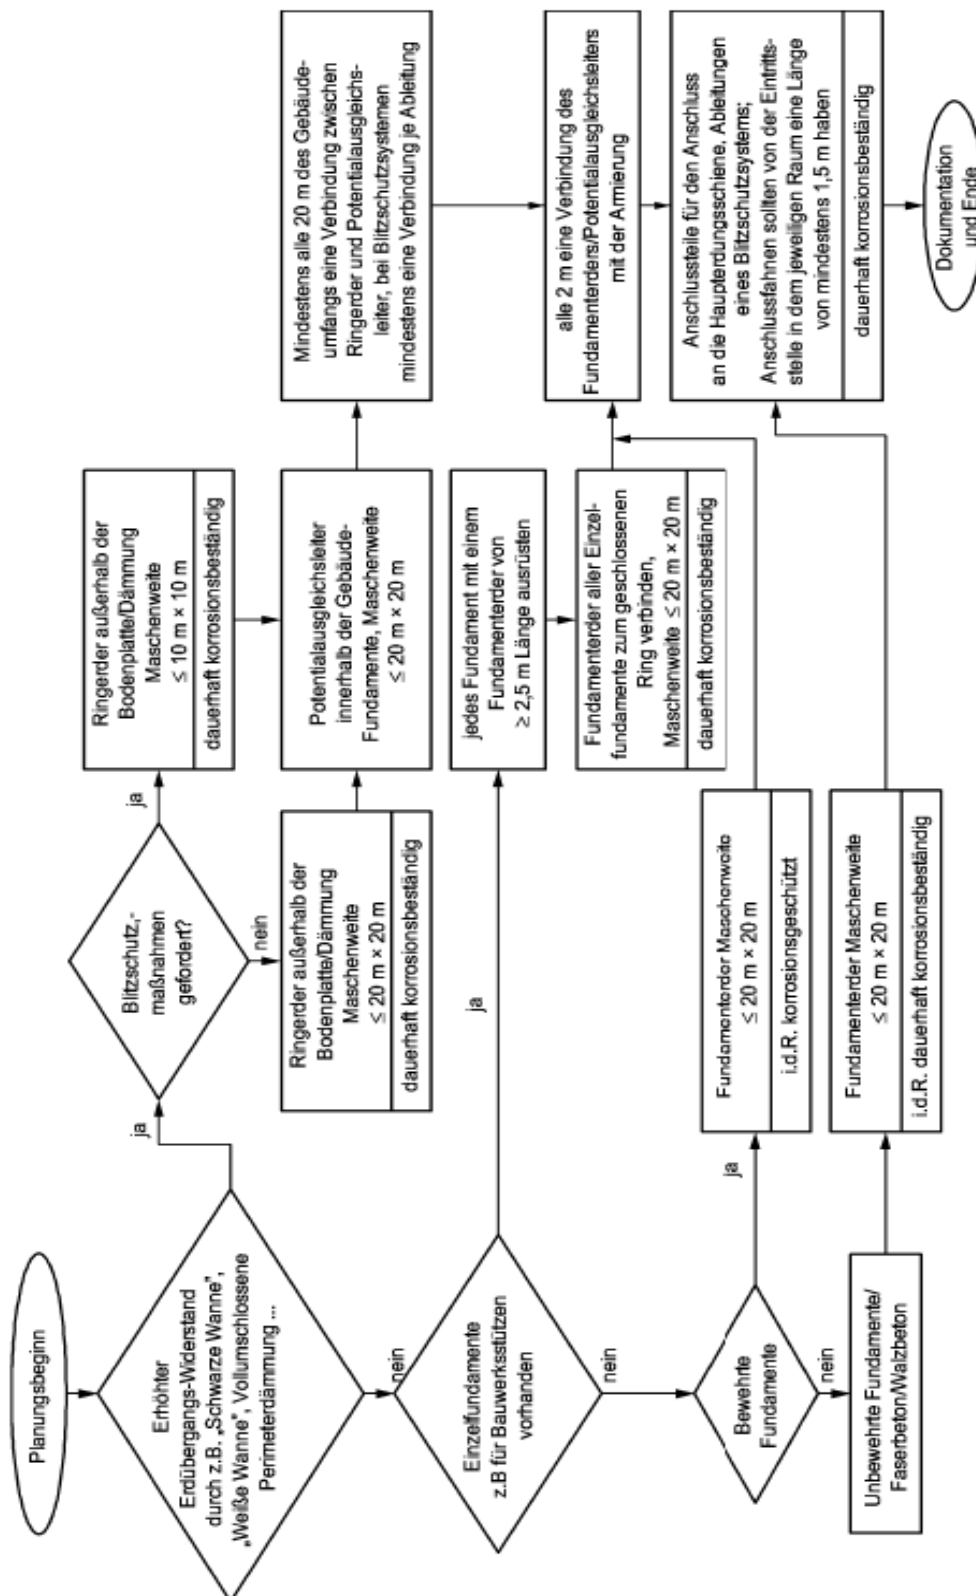 Planungsbeginn
Erhöhter
Erdübergangs-Widerstand
durch z.B. „Schwarze Wanne",
„Weiße Wanne", Vollumschlossene
Perimeterdämmung ...
ja
nein
Blitzschutz,-
maßnahmen
gefordert?
ja
nein
Ringerder außerhalb der
Bodenplatte/Dämmung
Maschenweite
≤ 10 m × 10 m
dauerhaft korrosionsbeständig
Ringerder außerhalb der
Bodenplatte/Dämmung
Maschenweite
≤ 20 m × 20 m
dauerhaft korrosionsbeständig
Potentialausgleichsleiter
innerhalb der Gebäude-
Fundamente, Maschenweite
≤ 20 m × 20 m
Mindestens alle 20 m des Gebäude-
umfangs eine Verbindung zwischen
Ringerder und Potentialausgleichs-
leiter, bei Blitzschutzsystemen
mindestens eine Verbindung je Ableitung
Einzelfundamente
z.B für Bauwerksstützen
vorhanden
ja
nein
jedes Fundament mit einem
Fundamenterder von
≥ 2,5 m Länge ausrüsten
Fundamenterder aller Einzel-
fundamente zum geschlossenen
Ring verbinden,
Maschenweite ≤ 20 m × 20 m
dauerhaft korrosionsbeständig
alle 2 m eine Verbindung des
Fundamenterders/Potentialausgleichsleiters
mit der Armierung
Bewehrte
Fundamente
ja
nein
Fundamenterder Maschenweite
≤ 20 m × 20 m
i.d.R. korrosionsgeschützt
Unbewehrte Fundamente/
Faserbeton/Walzbeton
Fundamenterder Maschenweite
≤ 20 m × 20 m
i.d.R. dauerhaft korrosionsbeständig
Anschlussteile für den Anschluss
an die Haupterdungsschiene, Ableitungen
eines Blitzschutzsystems;
Anschlussfahnen sollten von der Eintritts-
stelle in dem jeweiligen Raum eine Länge
von mindestens 1,5 m haben
dauerhaft korrosionsbeständig
Dokumentation
und Ende